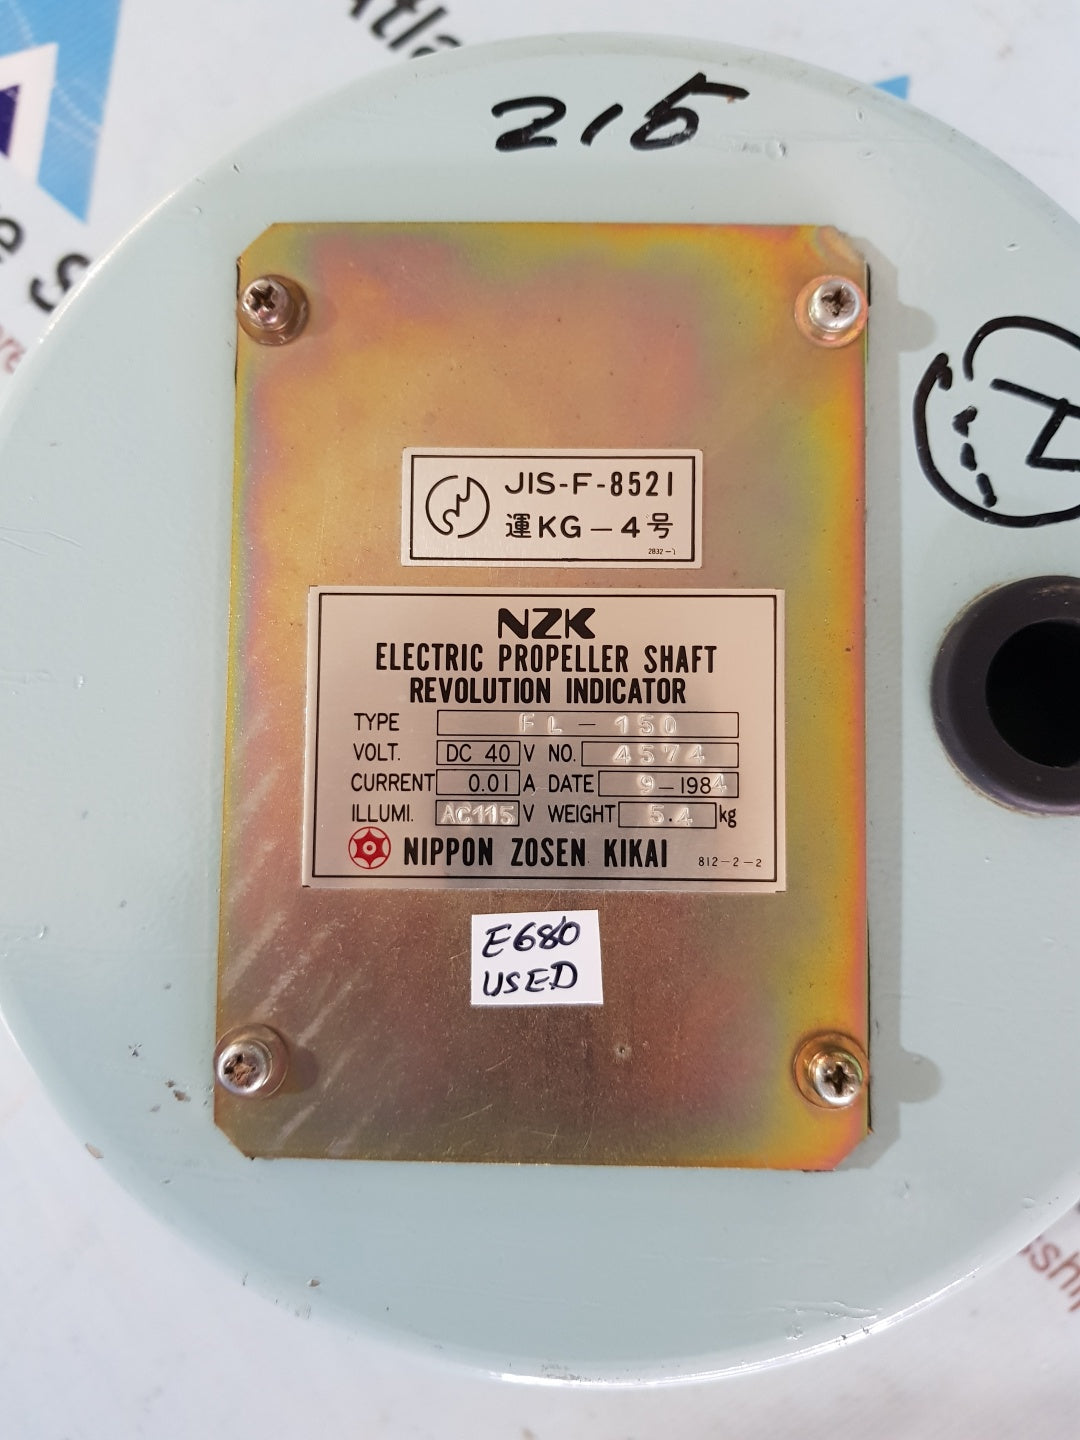 215
JIS-F-8521
運KG-4号
2832-1
NZK
ELECTRIC PROPELLER SHAFT
REVOLUTION INDICATOR
TYPE FL-150
VOLT. DC 40 V NO. 4574
CURRENT 0.01 A DATE 9-1984
ILLUMI. AC115 V WEIGHT 5.4 kg
NIPPON ZOSEN KIKAI 812-2-2
E680
USED